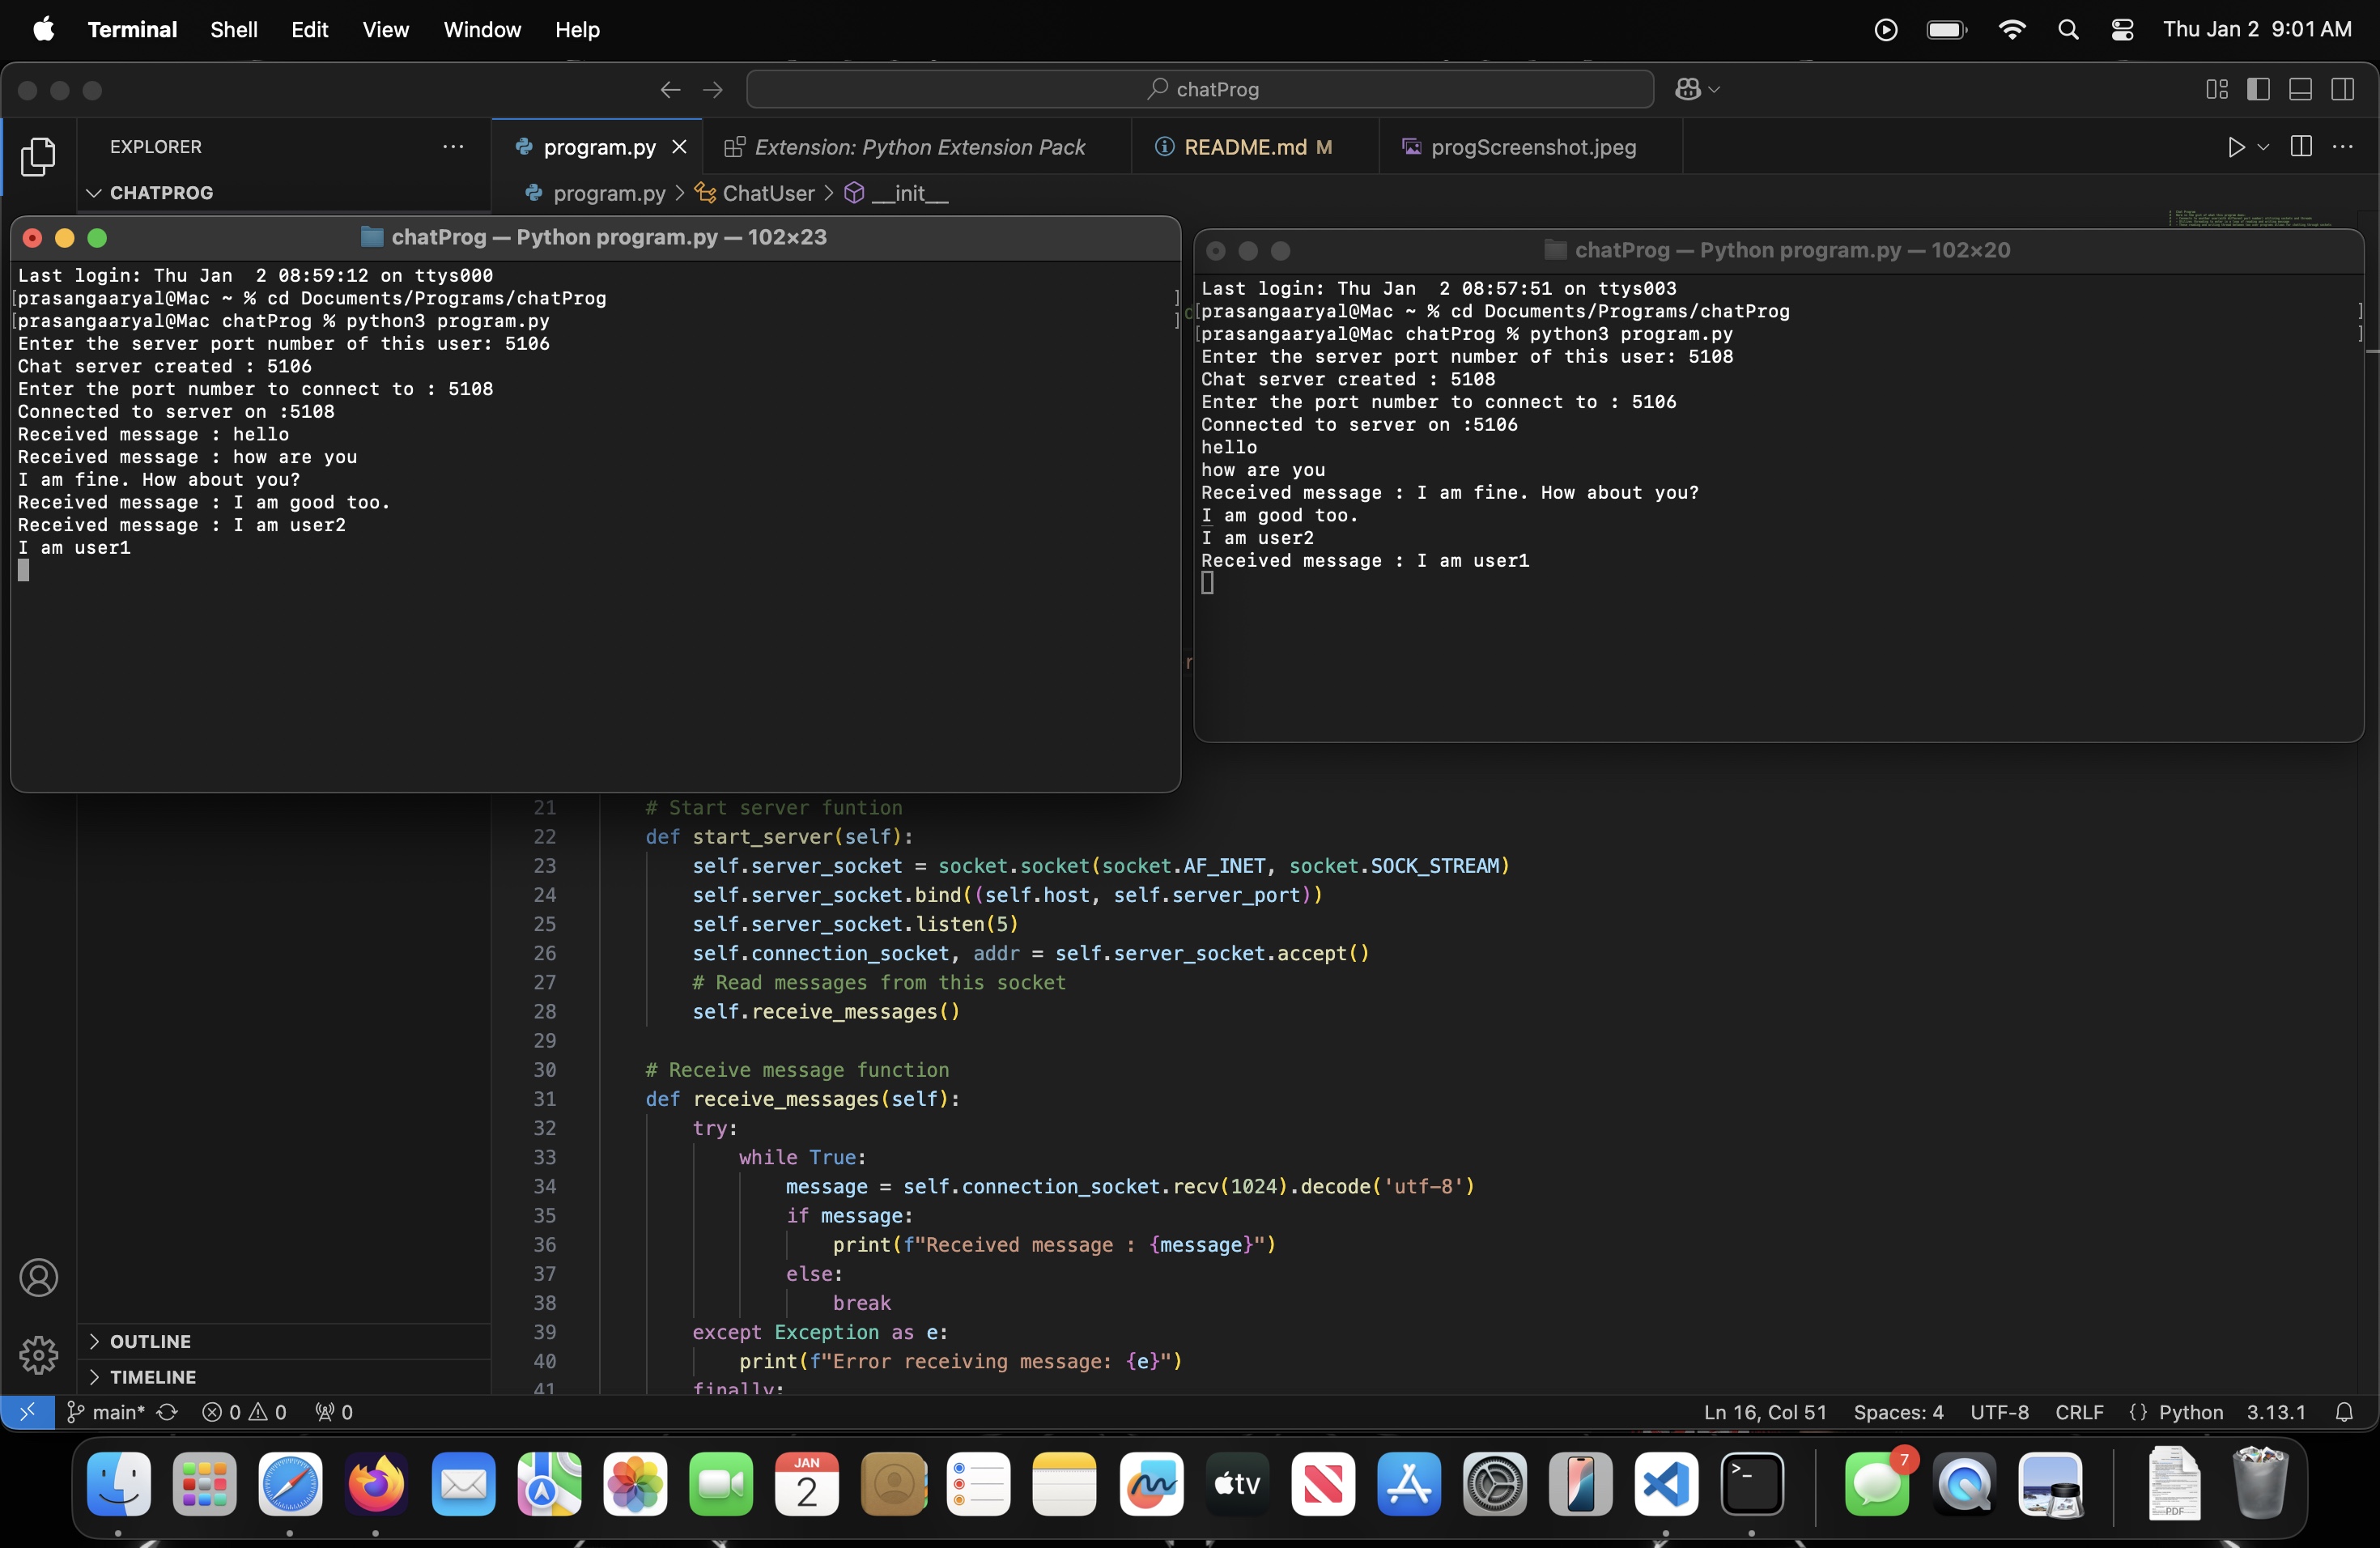 Terminal Shell Edit View Window Help Thu Jan 2 9:01 AM
chatProg
EXPLORER
CHATPROG
program.py Extension: Python Extension Pack README.md M progScreenshot.jpeg
program.py > ChatUser > __init__
chatProg — Python program.py — 102×23
Last login: Thu Jan  2 08:59:12 on ttys000
[prasangaaryal@Mac ~ % cd Documents/Programs/chatProg ]
[prasangaaryal@Mac chatProg % python3 program.py ]
Enter the server port number of this user: 5106
Chat server created : 5106
Enter the port number to connect to : 5108
Connected to server on :5108
Received message : hello
Received message : how are you
I am fine. How about you?
Received message : I am good too.
Received message : I am user2
I am user1
chatProg — Python program.py — 102×20
Last login: Thu Jan  2 08:57:51 on ttys003
[prasangaaryal@Mac ~ % cd Documents/Programs/chatProg ]
[prasangaaryal@Mac chatProg % python3 program.py ]
Enter the server port number of this user: 5108
Chat server created : 5108
Enter the port number to connect to : 5106
Connected to server on :5106
hello
how are you
Received message : I am fine. How about you?
I am good too.
I am user2
Received message : I am user1
21 # Start server funtion
22 def start_server(self):
23 self.server_socket = socket.socket(socket.AF_INET, socket.SOCK_STREAM)
24 self.server_socket.bind((self.host, self.server_port))
25 self.server_socket.listen(5)
26 self.connection_socket, addr = self.server_socket.accept()
27 # Read messages from this socket
28 self.receive_messages()
29
30 # Receive message function
31 def receive_messages(self):
32 try:
33 while True:
34 message = self.connection_socket.recv(1024).decode('utf-8')
35 if message:
36 print(f"Received message : {message}")
37 else:
38 break
39 except Exception as e:
40 print(f"Error receiving message: {e}")
41 finally:
OUTLINE
TIMELINE
main* 0 0 0 Ln 16, Col 51 Spaces: 4 UTF-8 CRLF {} Python 3.13.1
JAN
2
tv
7
PDF